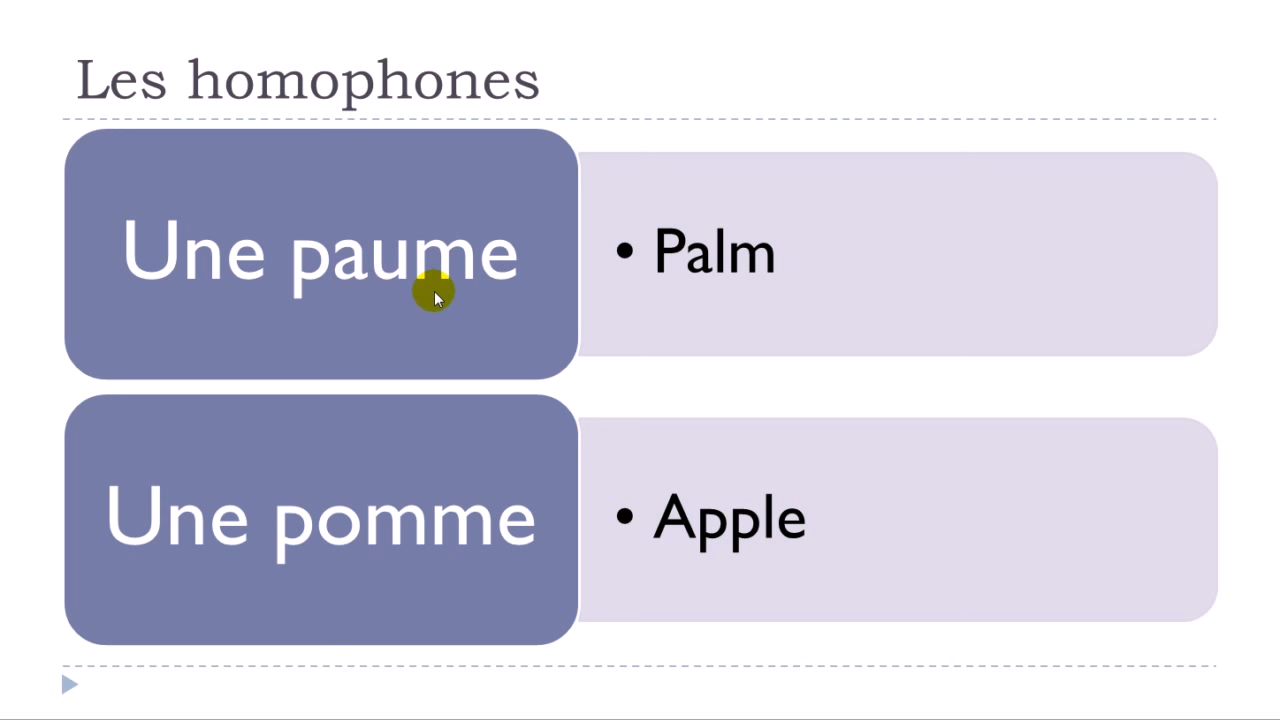 Les homophones
Une paume
• Palm
Une pomme
• Apple